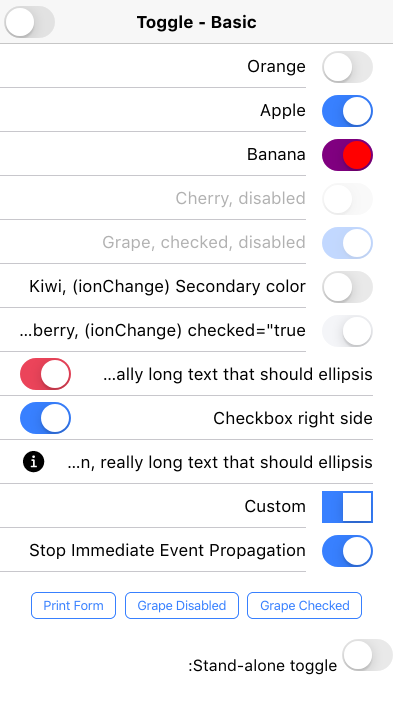 Toggle - Basic
Orange
Apple
Banana
Cherry, disabled
Grape, checked, disabled
Kiwi, (ionChange) Secondary color
...berry, (ionChange) checked="true
...ally long text that should ellipsis
Checkbox right side
...n, really long text that should ellipsis
Custom
Stop Immediate Event Propagation
Print Form Grape Disabled Grape Checked
:Stand-alone toggle